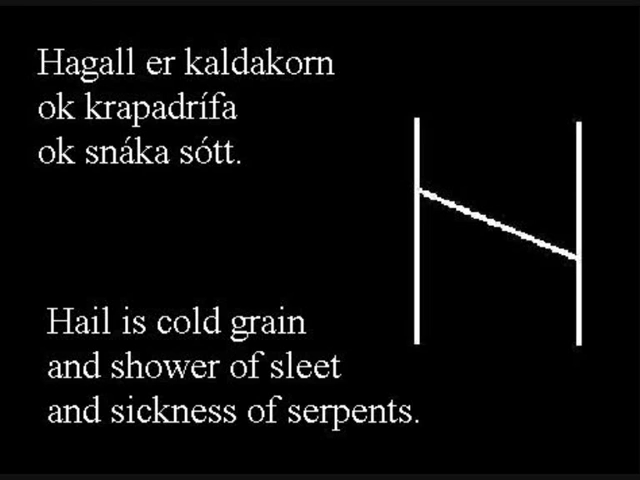 Hagall er kaldakorn
ok krapadrífa
ok snáka sótt.
Hail is cold grain
and shower of sleet
and sickness of serpents.